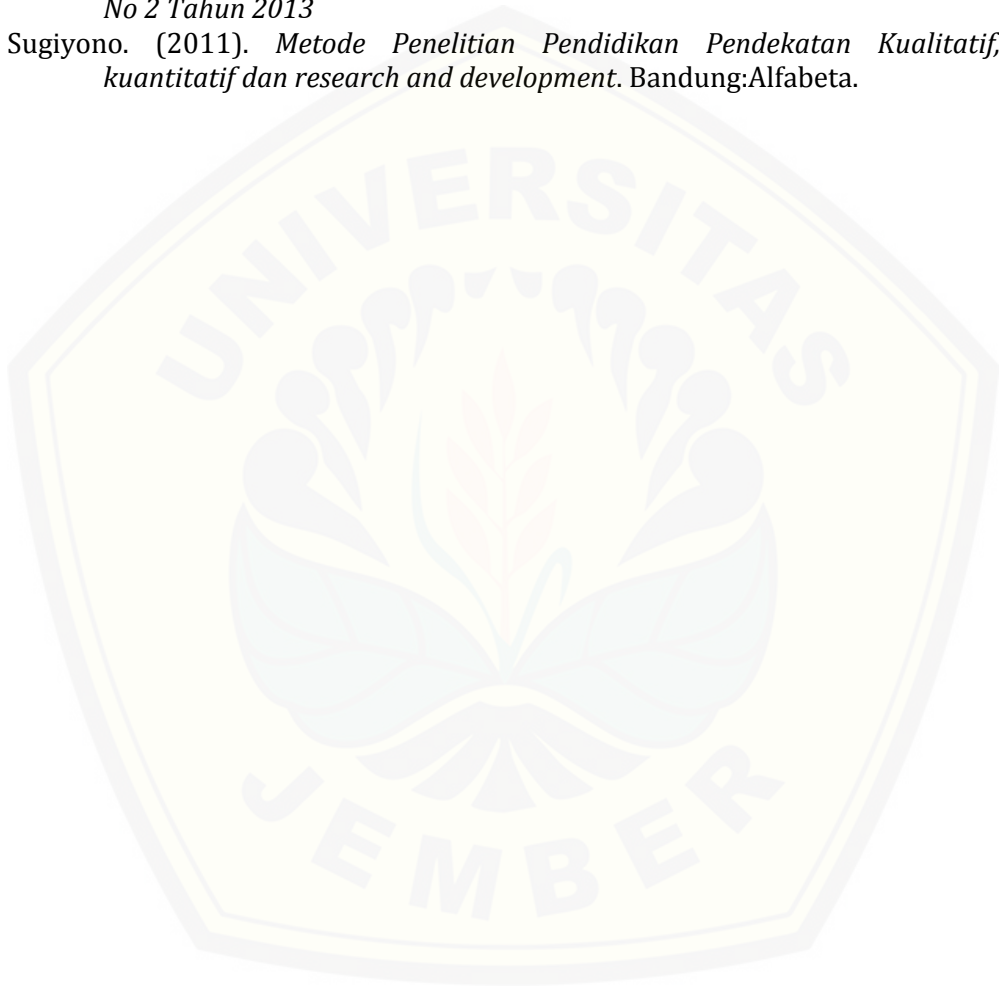 No 2 Tahun 2013
Sugiyono. (2011). Metode Penelitian Pendidikan Pendekatan Kualitatif,
kuantitatif dan research and development. Bandung:Alfabeta.
UNIVERSITAS
JEMBER